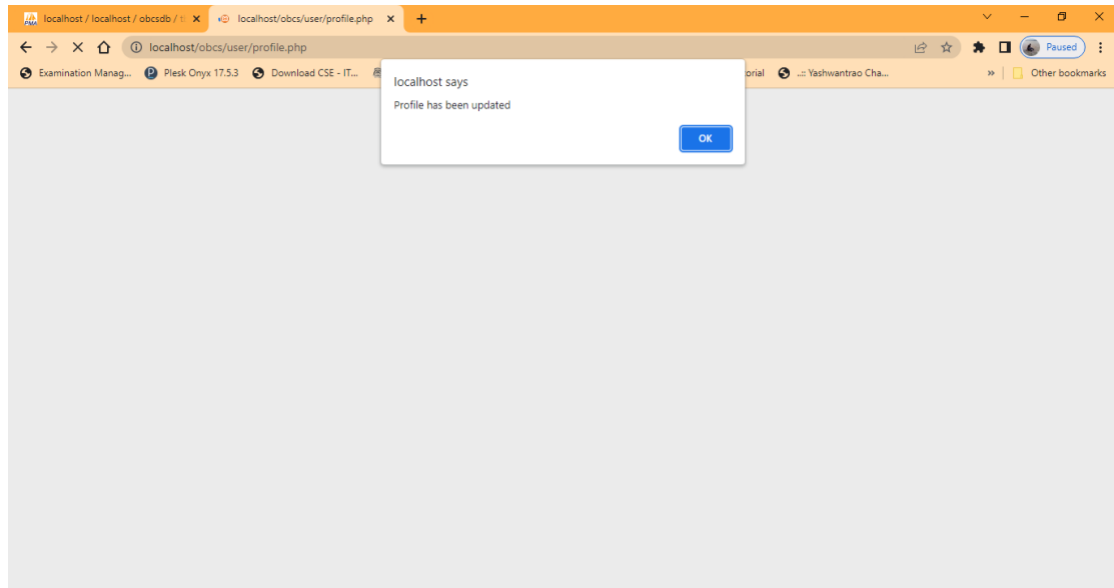 PMA localhost / localhost / obcsdb / t
localhost/obcs/user/profile.php
localhost/obcs/user/profile.php
Paused
Examination Manag...
Plesk Onyx 17.5.3
Download CSE - IT...
orial
..:: Yashwantrao Cha...
»
Other bookmarks
localhost says
Profile has been updated
OK